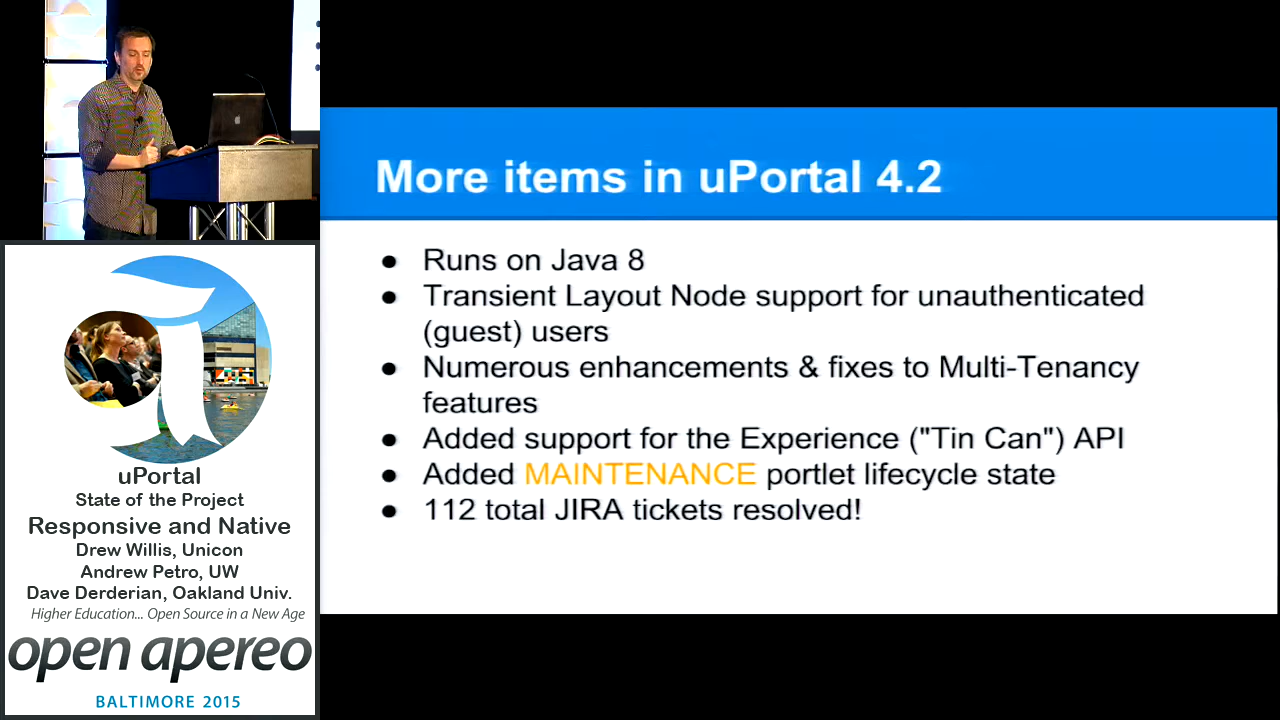 More items in uPortal 4.2
● Runs on Java 8
● Transient Layout Node support for unauthenticated
(guest) users
● Numerous enhancements & fixes to Multi-Tenancy
features
● Added support for the Experience ("Tin Can") API
● Added MAINTENANCE portlet lifecycle state
● 112 total JIRA tickets resolved!
uPortal
State of the Project
Responsive and Native
Drew Willis, Unicon
Andrew Petro, UW
Dave Derderian, Oakland Univ.
Higher Education... Open Source in a New Age
open apereo
BALTIMORE 2015